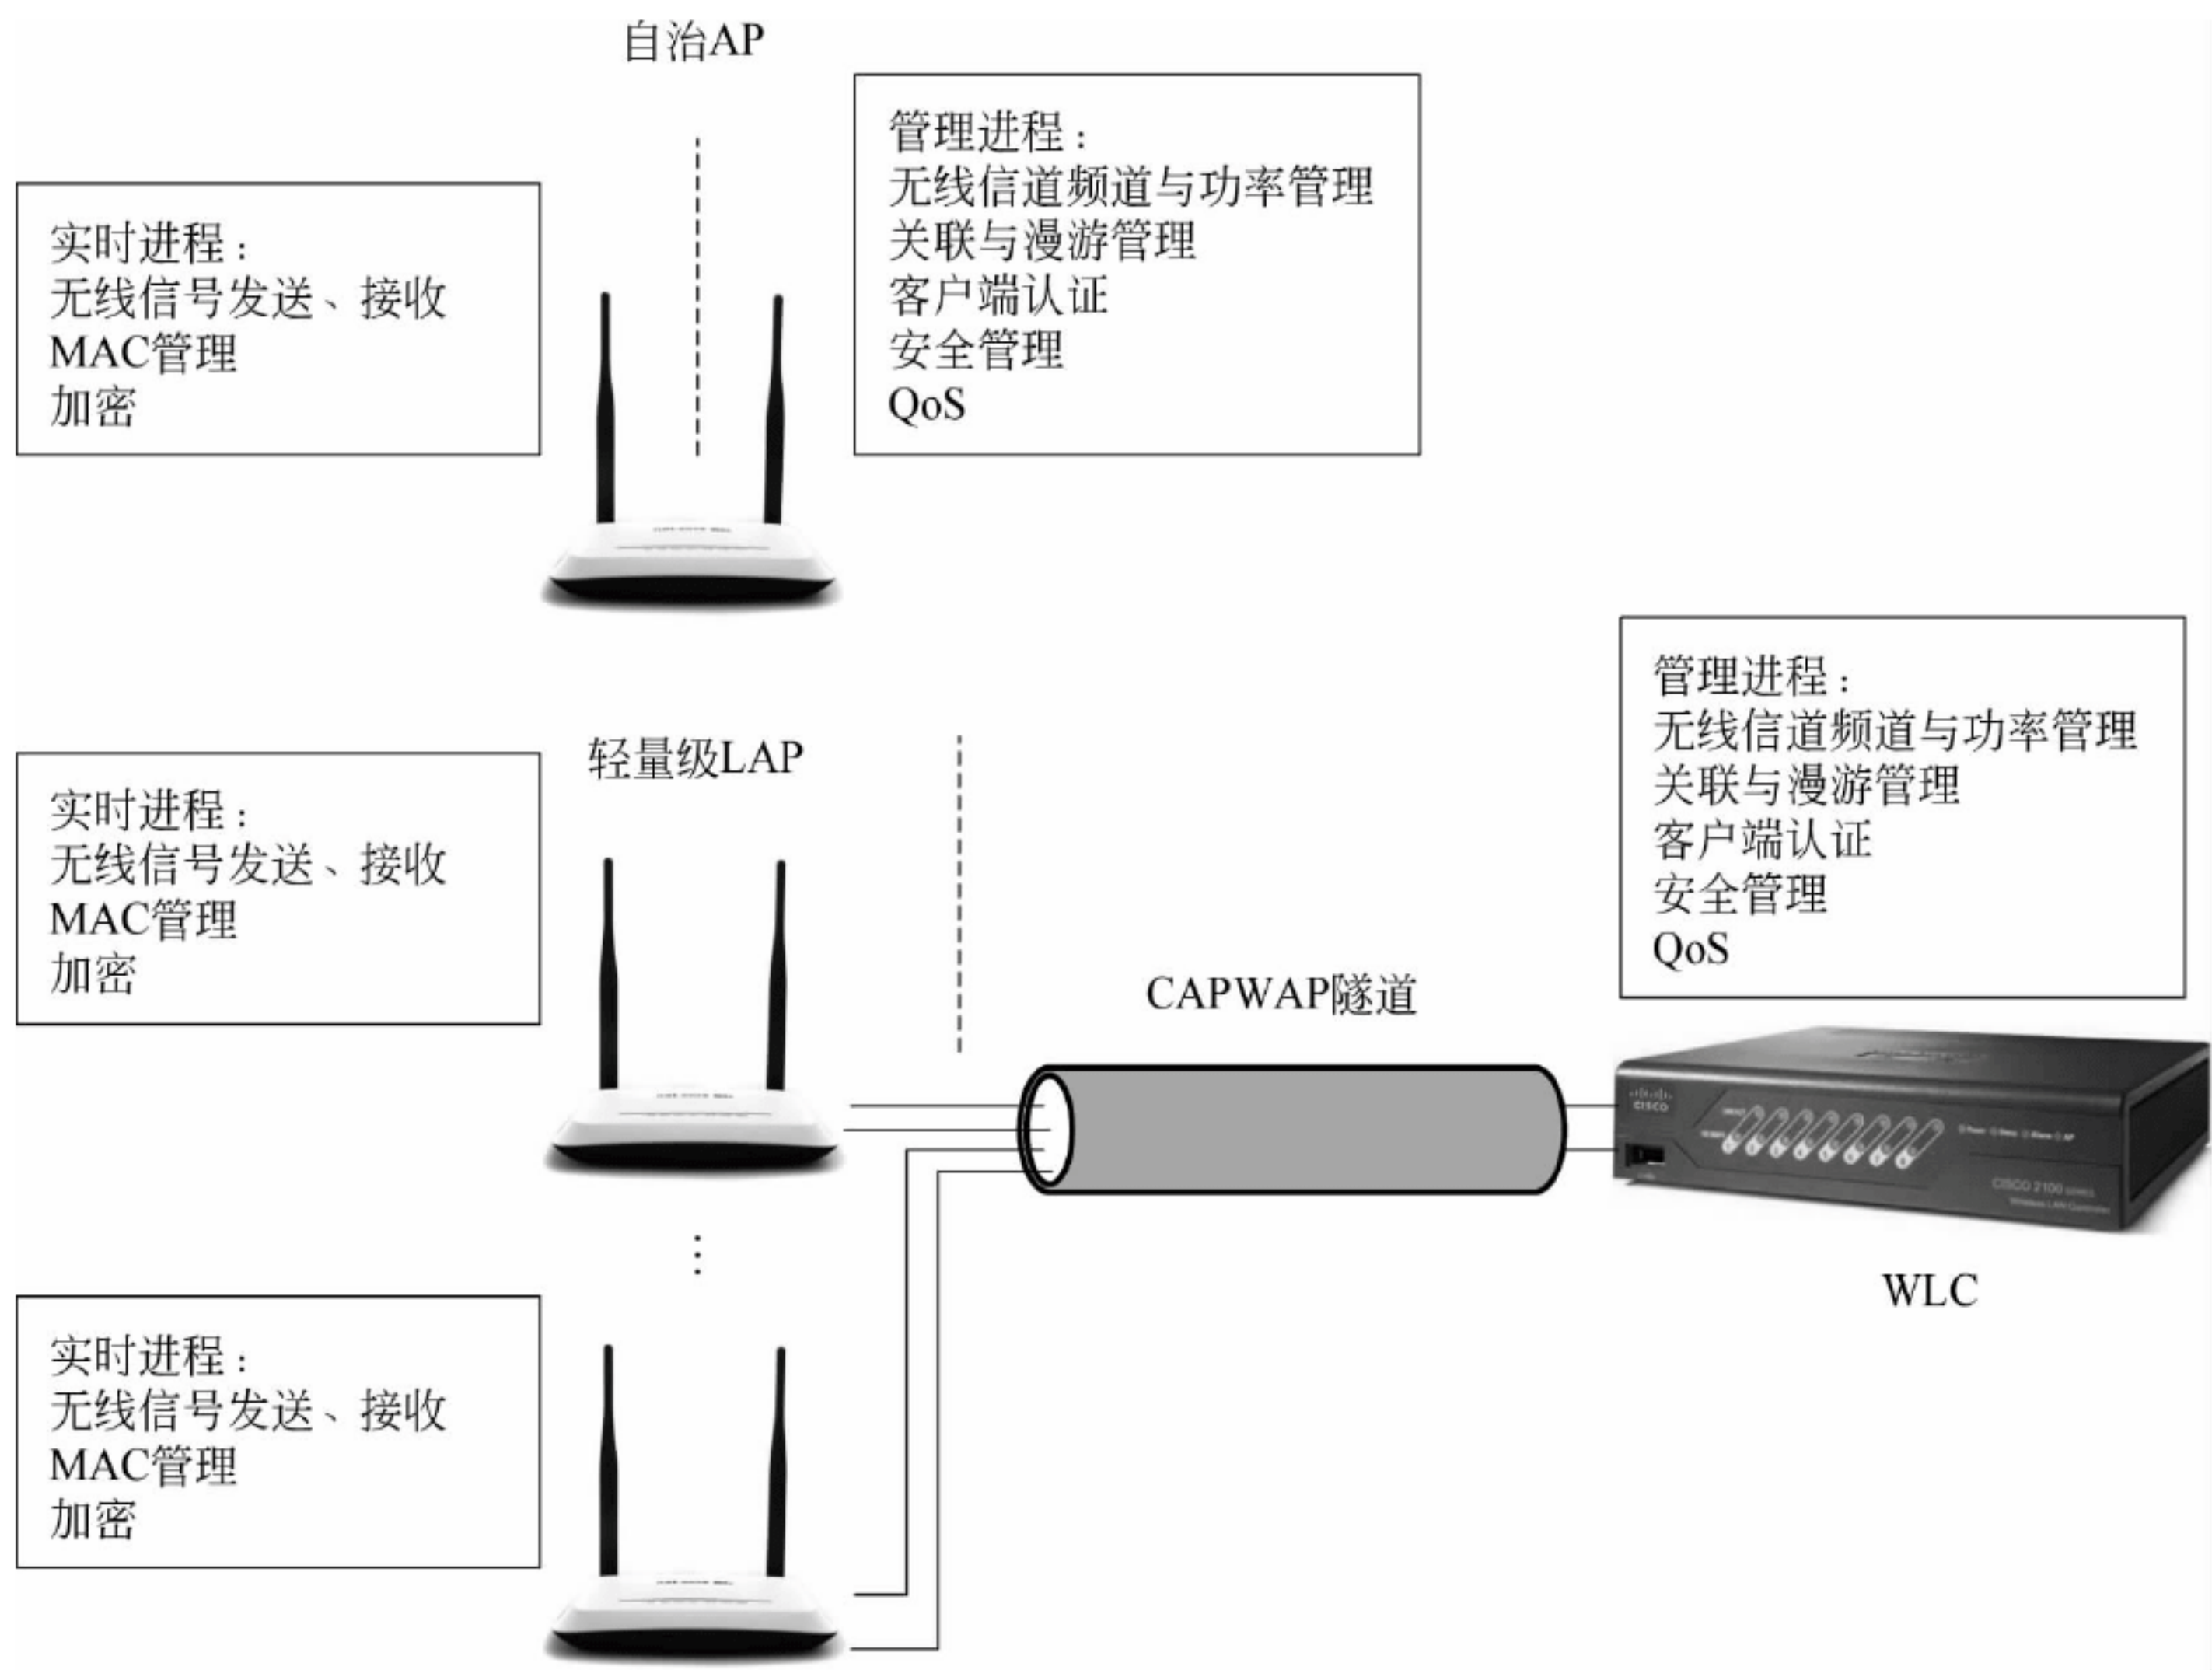 自治AP
管理进程：
无线信道频道与功率管理
关联与漫游管理
客户端认证
安全管理
QoS
实时进程：
无线信号发送、接收
MAC管理
加密
轻量级LAP
实时进程：
无线信号发送、接收
MAC管理
加密
管理进程：
无线信道频道与功率管理
关联与漫游管理
客户端认证
安全管理
QoS
CAPWAP隧道
CISCO
CISCO 2100 SERIES
Wireless LAN Controller
WLC
⋮
实时进程：
无线信号发送、接收
MAC管理
加密